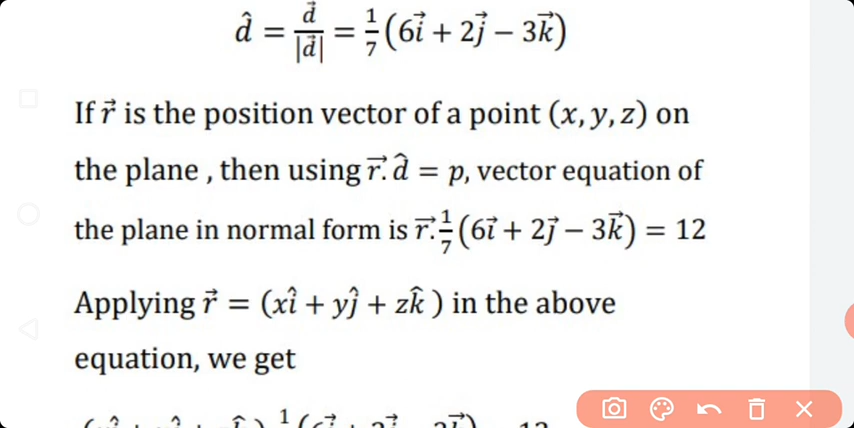 d̂ = d⃗/|d⃗| = 1/7 (6i⃗ + 2j⃗ – 3k⃗)
If r⃗ is the position vector of a point (x, y, z) on
the plane , then using r⃗. d̂ = p, vector equation of
the plane in normal form is r⃗. 1/7 (6i⃗ + 2j⃗ – 3k⃗) = 12
Applying r⃗ = (xî + yĵ + zk̂ ) in the above
equation, we get